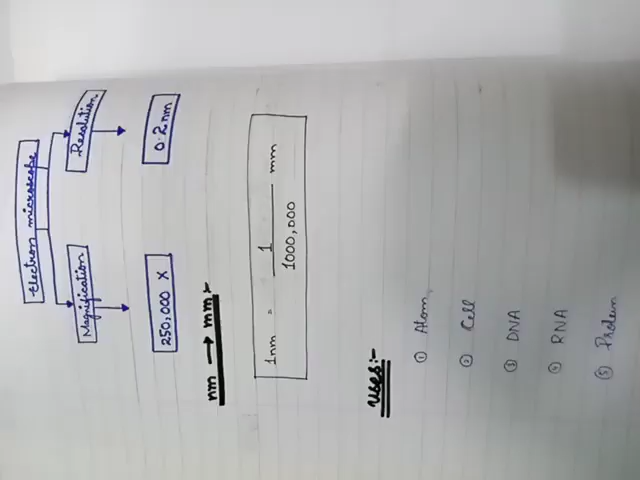 Electron microscope
Magnification Resolution
250,000 X 0.2nm
nm → mm:-
1nm = 1/1000,000 mm
Uses:-
① Atom,
② Cell
③ DNA
④ RNA
⑤ Protein